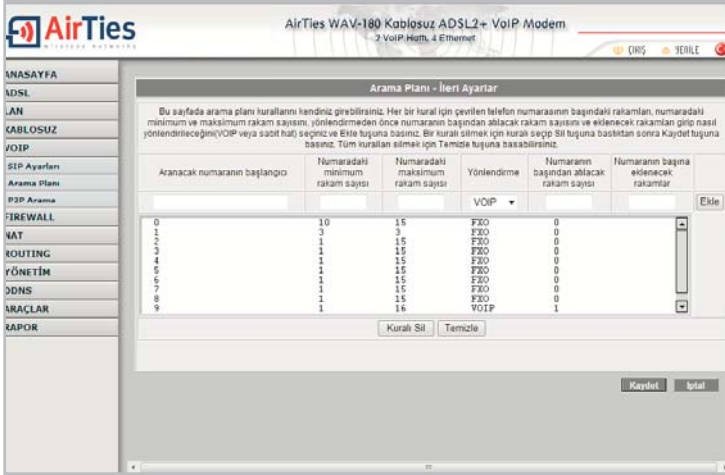 AirTies
wireless networks
AirTies WAV-180 Kablosuz ADSL2+ VoIP Modem
2 VoIP Hattı, 4 Ethernet
ÇIKIŞ
YENİLE
ANASAYFA
ADSL
LAN
KABLOSUZ
VOIP
SIP Ayarları
Arama Planı
P2P Arama
FIREWALL
NAT
ROUTING
YÖNETİM
DDNS
ARAÇLAR
RAPOR
Arama Planı - İleri Ayarlar
Bu sayfada arama planı kurallarını kendiniz girebilirsiniz. Her bir kural için çevrilen telefon numarasının başındaki rakamları, numaradaki
minimum ve maksimum rakam sayısını, yönlendirmeden önce numaranın başından atılacak rakam sayısını ve eklenecek rakamları girip nasıl
yönlendirileceğini(VOIP veya sabit hat) seçiniz ve Ekle tuşuna basınız. Bir kuralı silmek için kuralı seçip Sil tuşuna bastıktan sonra Kaydet tuşuna
basınız. Tüm kuralları silmek için Temizle tuşuna basabilirsiniz.
Aranacak numaranın başlangıcı
Numaradaki minimum rakam sayısı
Numaradaki maksimum rakam sayısı
Yönlendirme
Numaranın başından atılacak rakam sayısı
Numaranın başına eklenecek rakamlar
VOIP
Ekle
0 10 15 FXO 0
1 3 3 FXO 0
2 1 15 FXO 0
3 1 15 FXO 0
4 1 15 FXO 0
5 1 15 FXO 0
6 1 15 FXO 0
7 1 15 FXO 0
8 1 15 FXO 0
9 1 16 VOIP 1
Kuralı Sil
Temizle
Kaydet
İptal